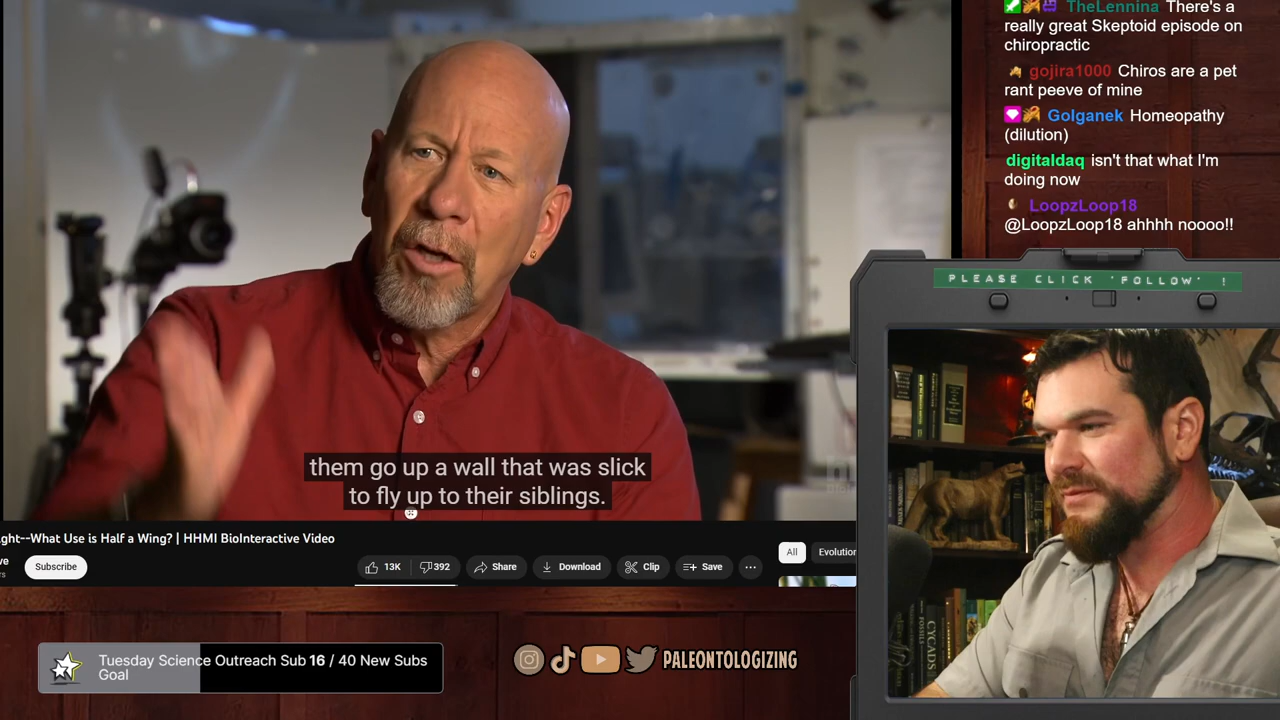 TheLennina There's a
really great Skeptoid episode on
chiropractic
gojira1000 Chiros are a pet
rant peeve of mine
Golganek Homeopathy
(dilution)
digitaldaq isn't that what I'm
doing now
LoopzLoop18
@LoopzLoop18 ahhhh noooo!!
PLEASE CLICK 'FOLLOW' !
them go up a wall that was slick
to fly up to their siblings.
ght--What Use is Half a Wing? | HHMI BioInteractive Video
ve
rs
Subscribe
13K
392
Share
Download
Clip
Save
All
Evolution
CYCADS
FOSSILS
Tuesday Science Outreach Sub 16 / 40 New Subs
Goal
PALEONTOLOGIZING